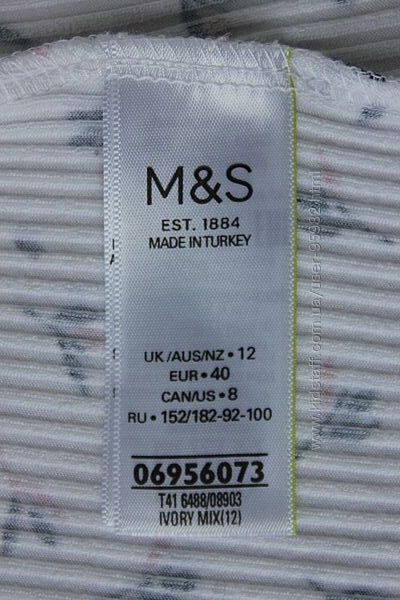 M&S
EST. 1884
MADE IN TURKEY
UK/AUS/NZ • 12
EUR • 40
CAN/US • 8
RU • 152/182-92-100
06956073
T41 6488/08903
IVORY MIX(12)